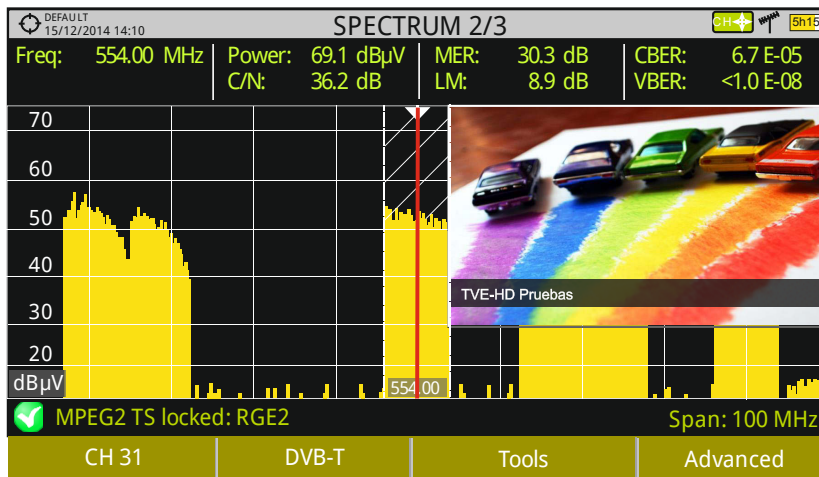 DEFAULT
15/12/2014 14:10
SPECTRUM 2/3
CH
5h15
Freq: 554.00 MHz
Power: 69.1 dBµV
MER: 30.3 dB
CBER: 6.7 E-05
C/N: 36.2 dB
LM: 8.9 dB
VBER: <1.0 E-08
70
60
50
40
30
20
dBµV
TVE-HD Pruebas
554.00
MPEG2 TS locked: RGE2
Span: 100 MHz
CH 31
DVB-T
Tools
Advanced